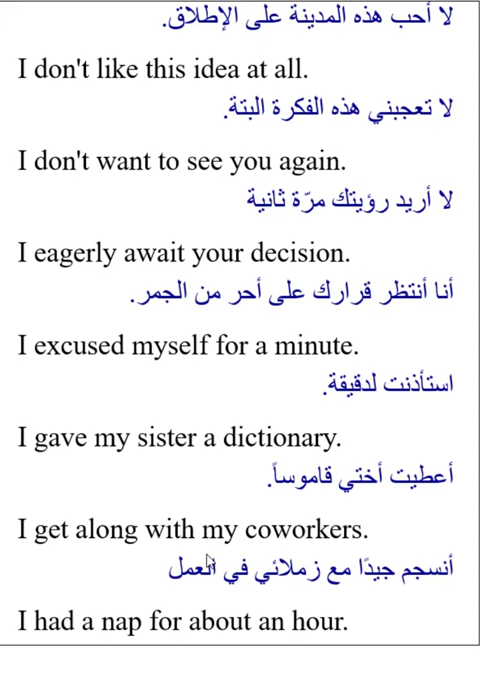 لا أحب هذه المدينة على الإطلاق.
I don't like this idea at all.
لا تعجبني هذه الفكرة البتة.
I don't want to see you again.
لا أريد رؤيتك مرّة ثانية
I eagerly await your decision.
أنا أنتظر قرارك على أحر من الجمر.
I excused myself for a minute.
استأذنت لدقيقة.
I gave my sister a dictionary.
أعطيت أختي قاموساً.
I get along with my coworkers.
أنسجم جيدًا مع زملائي في العمل
I had a nap for about an hour.